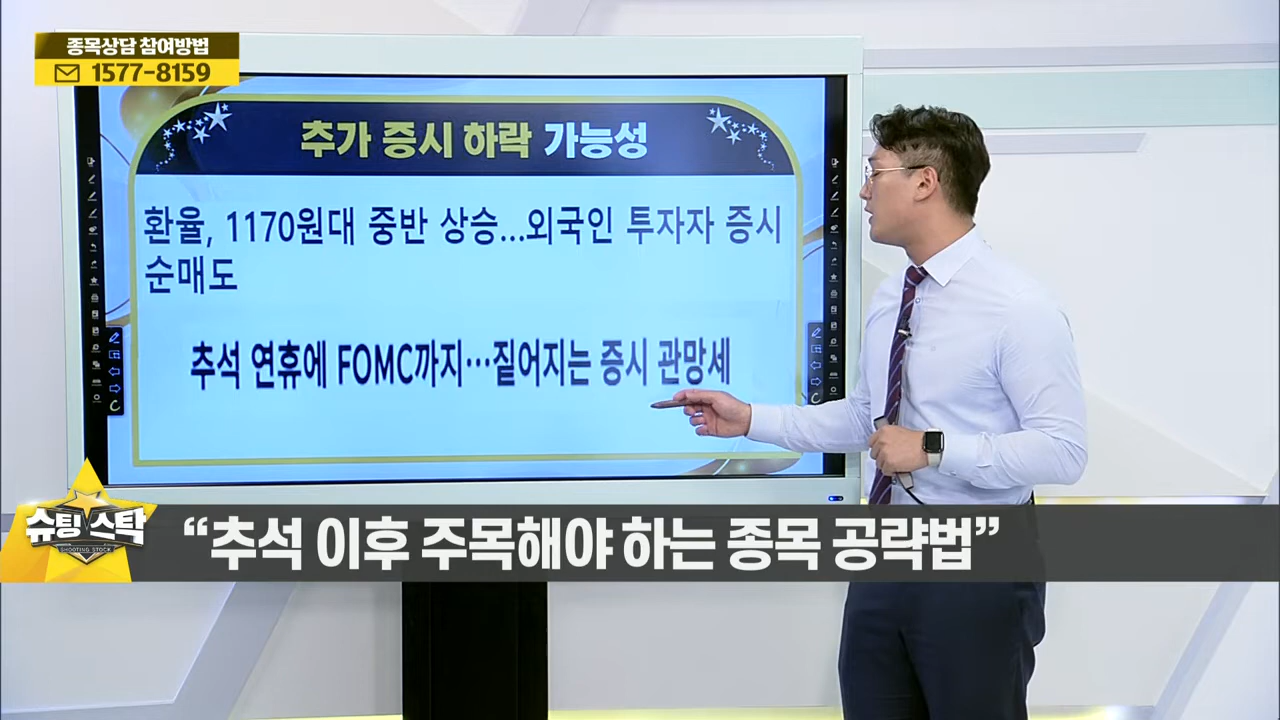 종목상담 참여방법
1577-8159
추가 증시 하락 가능성
환율, 1170원대 중반 상승...외국인 투자자 증시
순매도
추석 연휴에 FOMC까지…짙어지는 증시 관망세
슈팅스탁
SHOOTING STOCK
“추석 이후 주목해야 하는 종목 공략법”